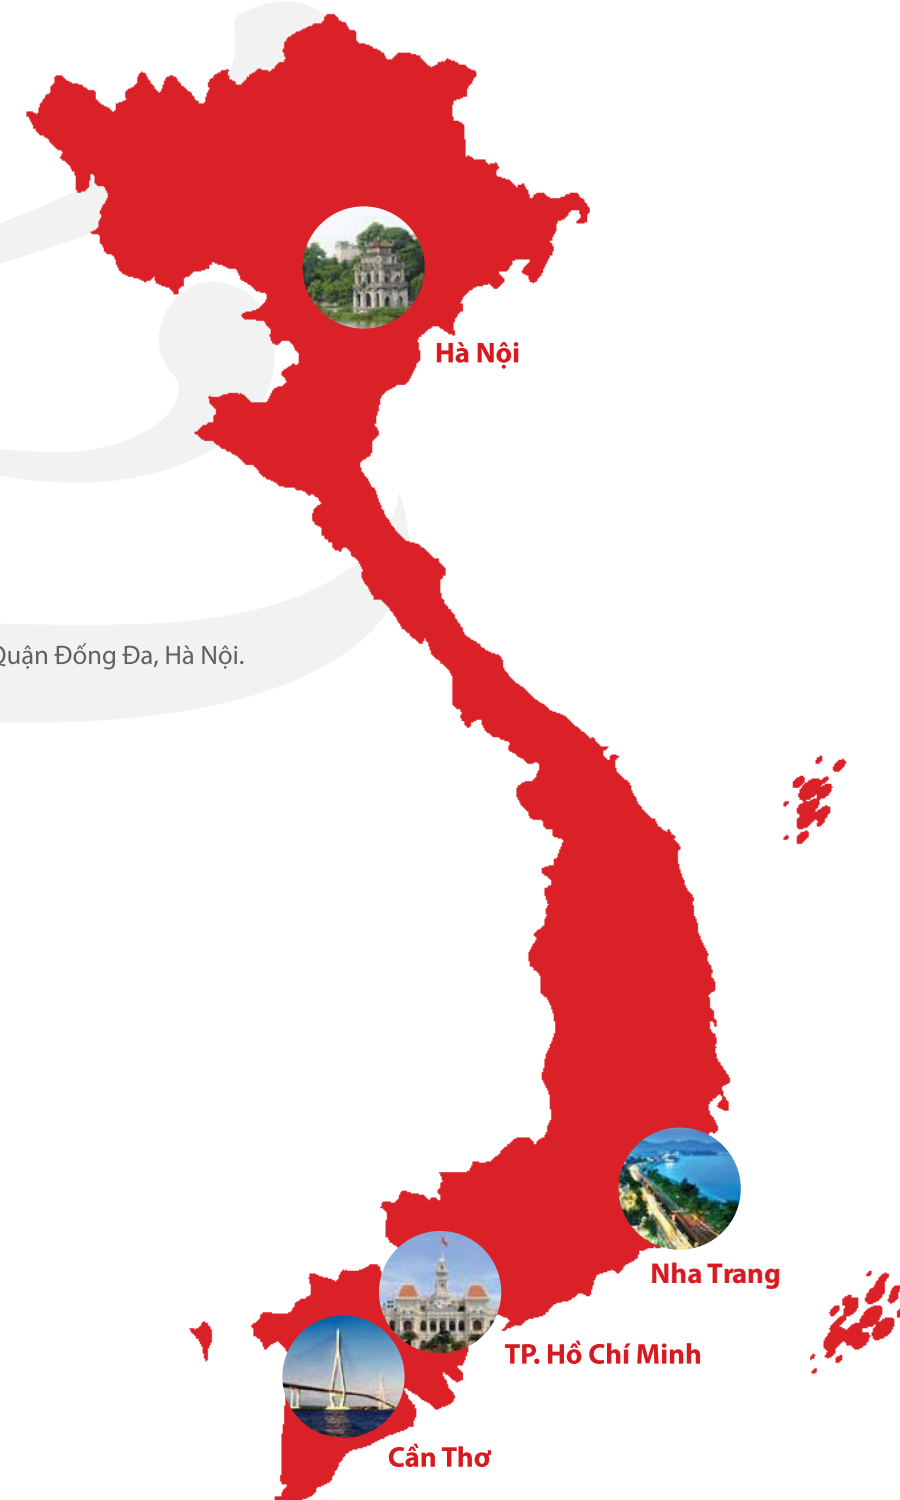 Hà Nội
Quận Đống Đa, Hà Nội.
Nha Trang
TP. Hồ Chí Minh
Cần Thơ